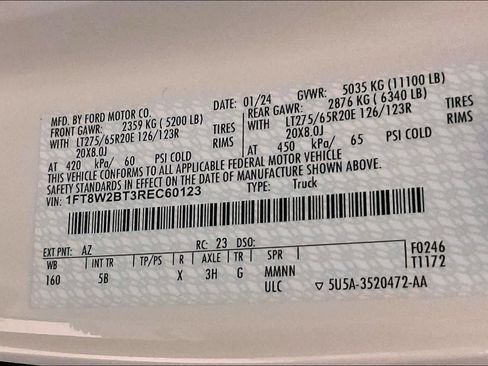 MFD. BY FORD MOTOR CO.
DATE: 01/24 GVWR: 5035 KG (11100 LB)
FRONT GAWR: 2359 KG (5200 LB) REAR GAWR: 2876 KG (6340 LB)
WITH LT275/65R20E 126/123R TIRES WITH LT275/65R20E 126/123R TIRES
20X8.0J RIMS 20X8.0J RIMS
AT 420 kPa/ 60 PSI COLD AT 450 kPa/ 65 PSI COLD
THIS VEHICLE CONFORMS TO ALL APPLICABLE FEDERAL MOTOR VEHICLE
SAFETY STANDARDS IN EFFECT ON THE DATE OF MANUFACTURE SHOWN ABOVE.
VIN: 1FT8W2BT3REC60123 TYPE: Truck
EXT PNT: AZ RC: 23 DSO: F0246
WB INT TR TP/PS R AXLE TR SPR T1172
160 5B X 3H G MMNN
ULC ▽ 5U5A-3520472-AA